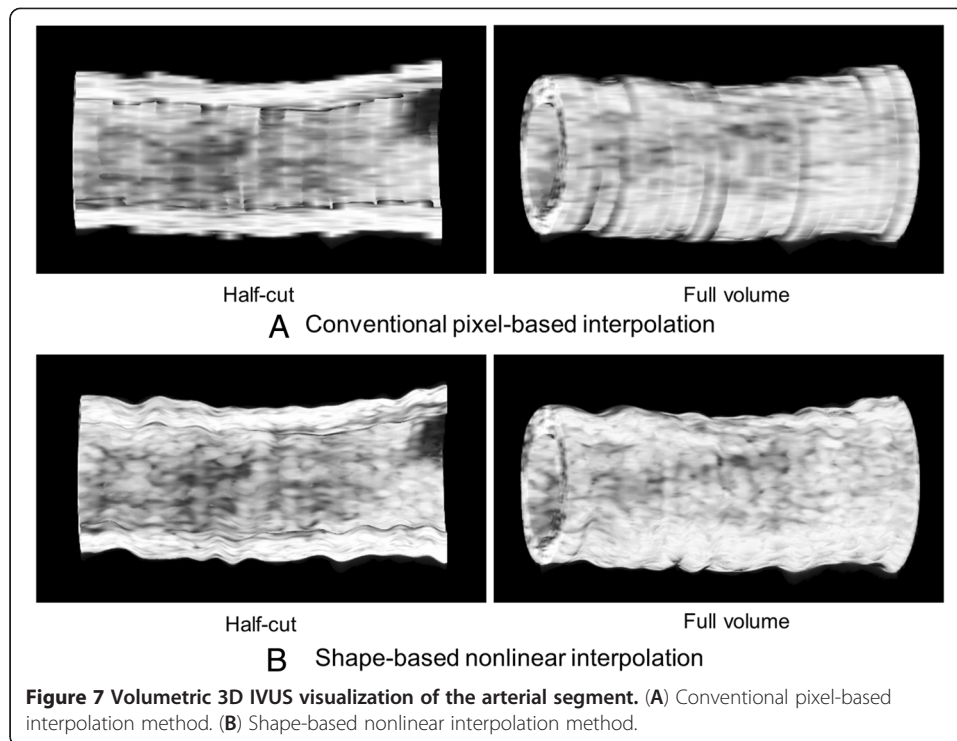 Half-cut
Full volume
A Conventional pixel-based interpolation
Half-cut
Full volume
B Shape-based nonlinear interpolation
Figure 7 Volumetric 3D IVUS visualization of the arterial segment. (A) Conventional pixel-based
interpolation method. (B) Shape-based nonlinear interpolation method.